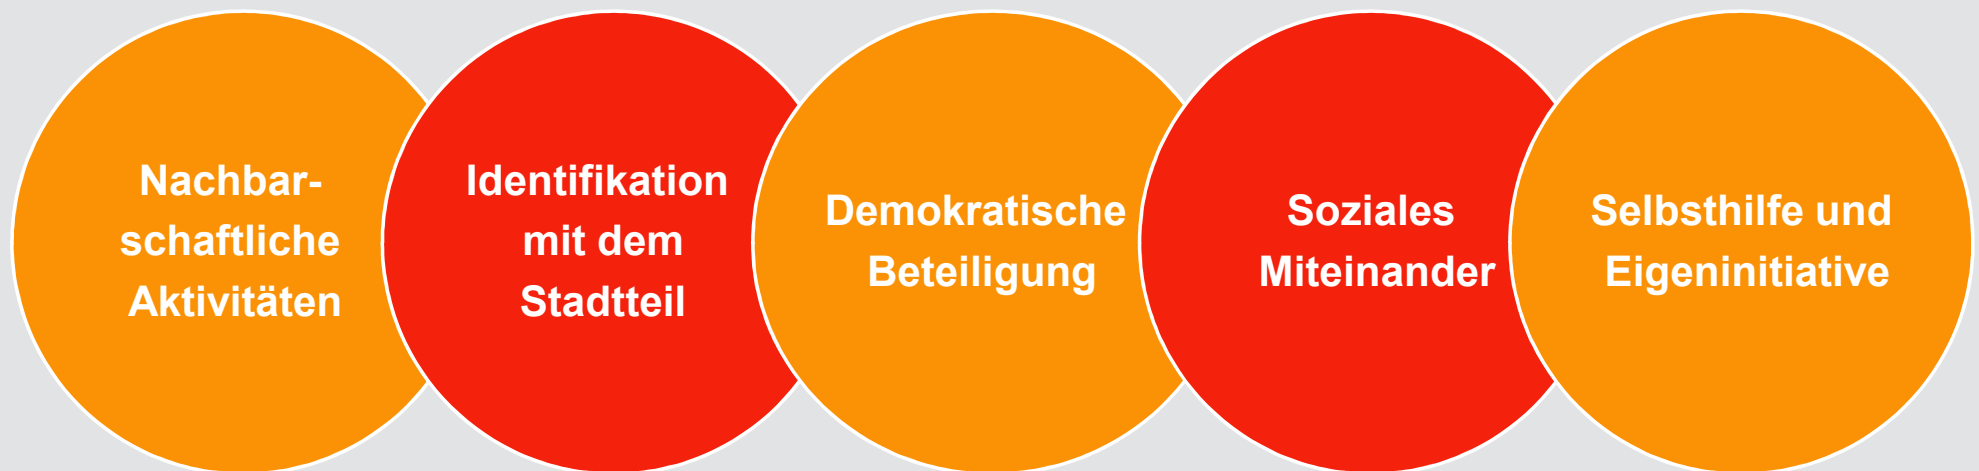 Nachbar-
schaftliche
Aktivitäten
Identifikation
mit dem
Stadtteil
Demokratische
Beteiligung
Soziales
Miteinander
Selbsthilfe und
Eigeninitiative